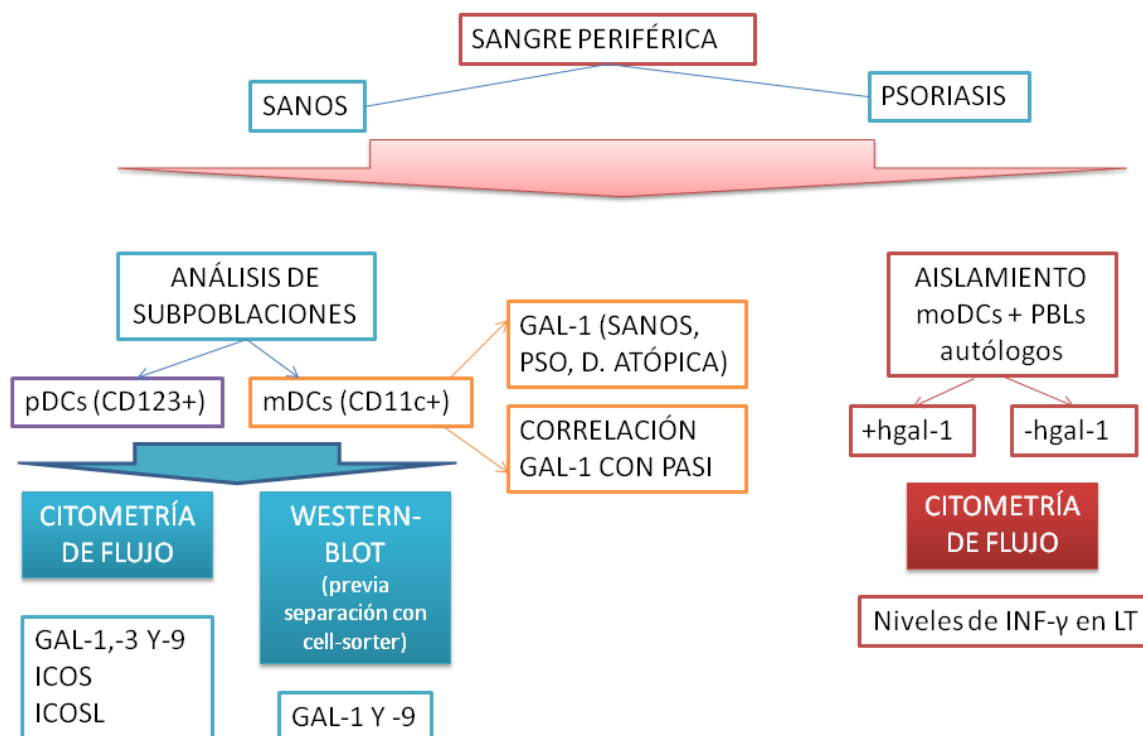 SANGRE PERIFÉRICA
SANOS
PSORIASIS
ANÁLISIS DE
SUBPOBLACIONES
pDCs (CD123+)
mDCs (CD11c+)
GAL-1 (SANOS,
PSO, D. ATÓPICA)
CORRELACIÓN
GAL-1 CON PASI
CITOMETRÍA
DE FLUJO
GAL-1,-3 Y-9
ICOS
ICOSL
WESTERN-
BLOT
(previa
separación con
cell-sorter)
GAL-1 Y -9
AISLAMIENTO
moDCs + PBLs
autólogos
+hgal-1
-hgal-1
CITOMETRÍA
DE FLUJO
Niveles de INF-γ en LT